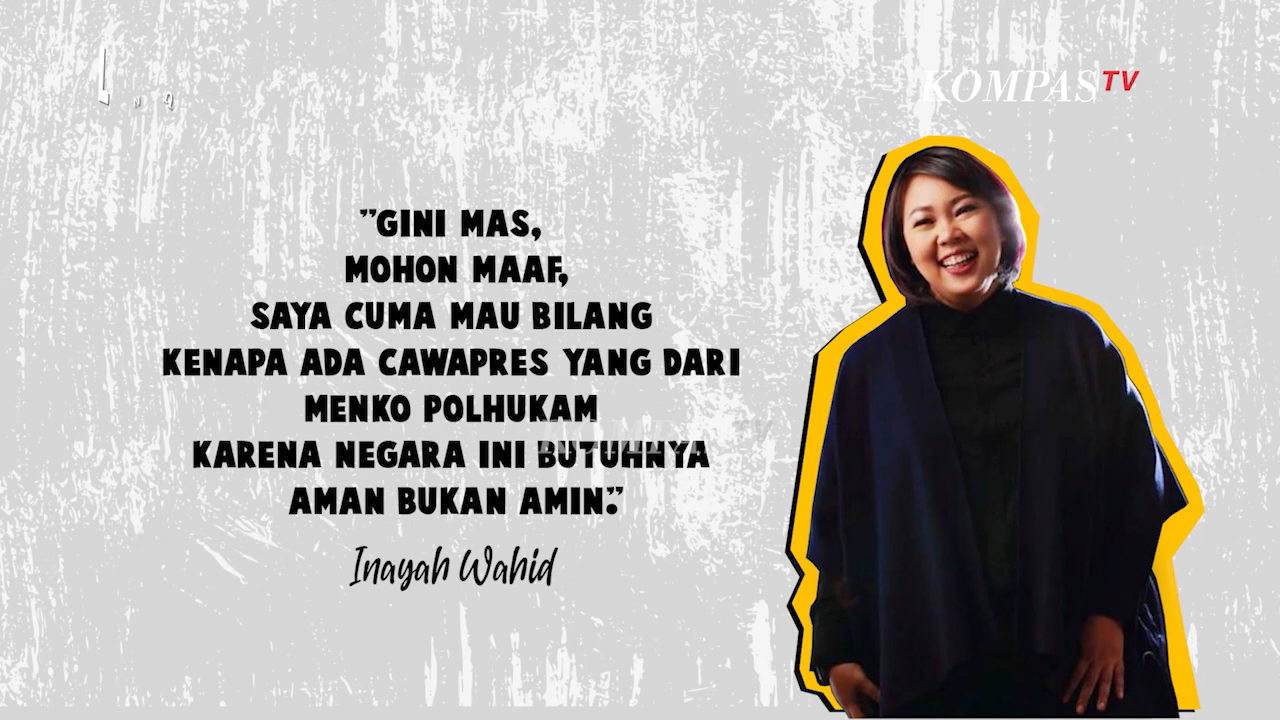 KOMPASTV
"GINI MAS,
MOHON MAAF,
SAYA CUMA MAU BILANG
KENAPA ADA CAWAPRES YANG DARI
MENKO POLHUKAM
KARENA NEGARA INI BUTUHNYA
AMAN BUKAN AMIN."
Inayah Wahid